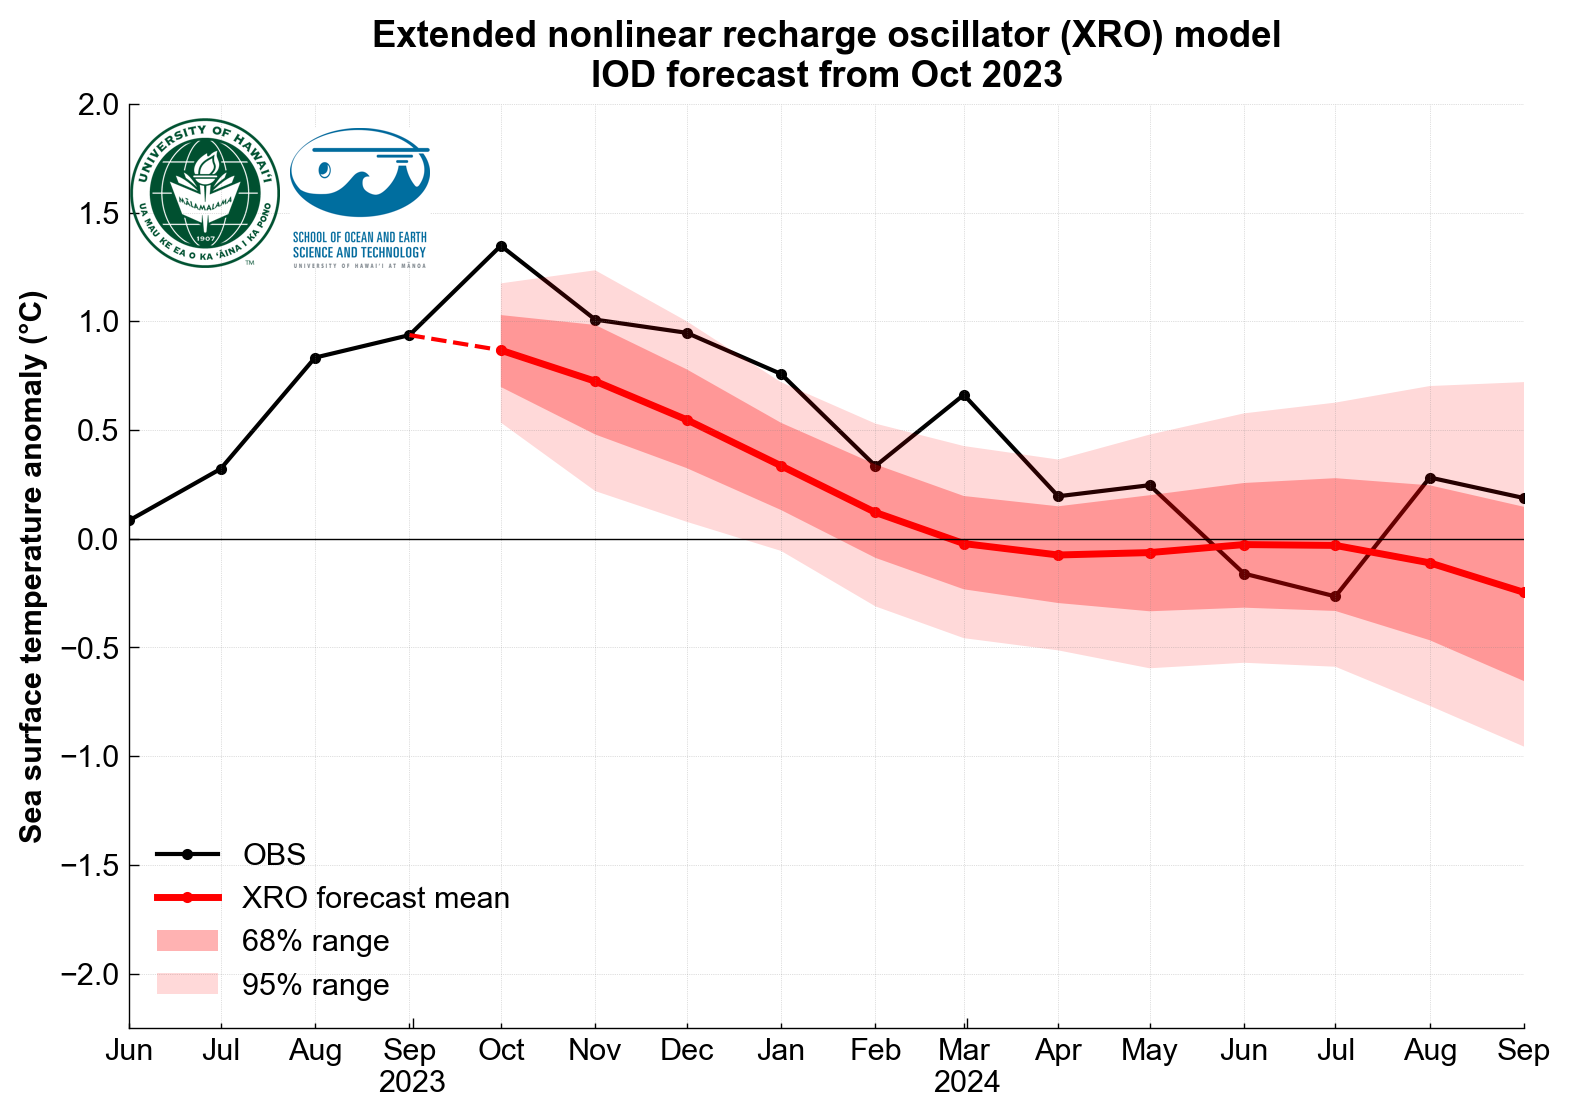 Extended nonlinear recharge oscillator (XRO) model
IOD forecast from Oct 2023
UNIVERSITY OF HAWAIʻI
MĀLAMALAMA
1907
UA MAU KE EA O KA ʻĀINA I KA PONO
TM
SCHOOL OF OCEAN AND EARTH
SCIENCE AND TECHNOLOGY
UNIVERSITY OF HAWAIʻI AT MĀNOA
Sea surface temperature anomaly (°C)
2.0
1.5
1.0
0.5
0.0
−0.5
−1.0
−1.5
−2.0
OBS
XRO forecast mean
68% range
95% range
Jun Jul Aug Sep Oct Nov Dec Jan Feb Mar Apr May Jun Jul Aug Sep
2023 2024